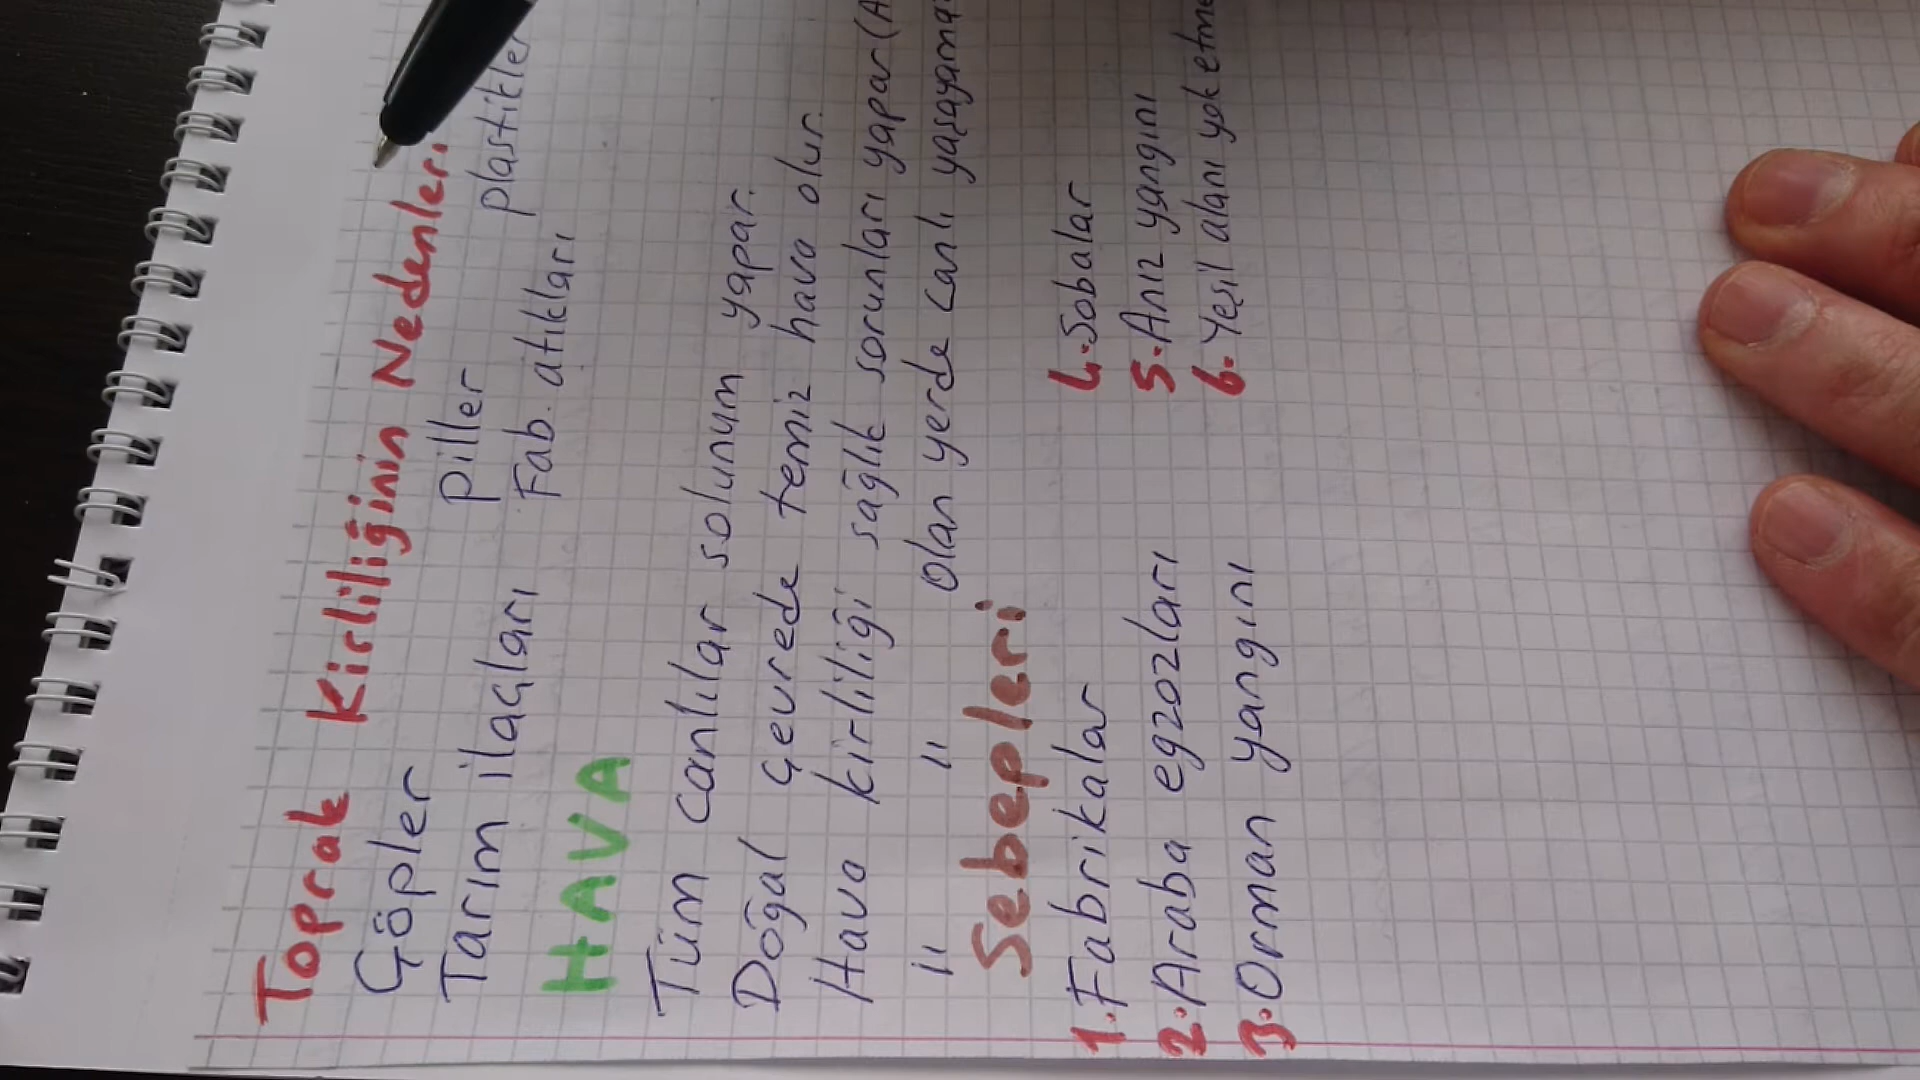 Toprak Kirliliğinin Nedenleri
Çöpler piller plastikler
Tarım ilaçları Fab. atıkları
HAVA
Tüm canlılar solunum yapar.
Doğal çevrede temiz hava olur.
Hava kirliliği sağlık sorunları yapar (A
" " olan yerde canlı yaşayama
Sebepleri
1. Fabrikalar 4. Sobalar
2. Araba egzozları 5. Anız yangını
3. Orman yangını 6. Yeşil alanı yok etme